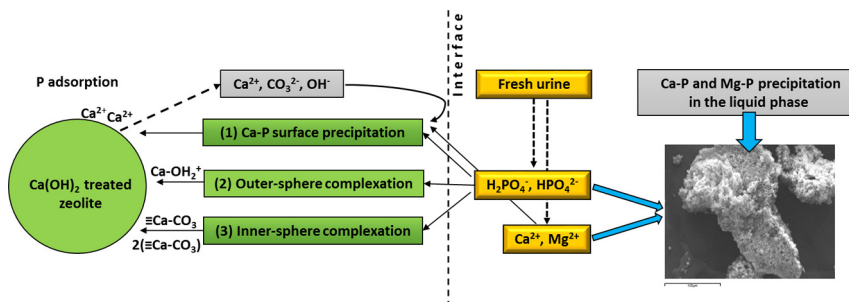 P adsorption
Ca²⁺ Ca²⁺
Ca(OH)₂ treated
zeolite
Ca²⁺, CO₃²⁻, OH⁻
(1) Ca-P surface precipitation
Ca-OH₂⁺
(2) Outer-sphere complexation
≡Ca-CO₃
2(≡Ca-CO₃)
(3) Inner-sphere complexation
Interface
Fresh urine
H₂PO₄⁻, HPO₄²⁻
Ca²⁺, Mg²⁺
Ca-P and Mg-P precipitation
in the liquid phase